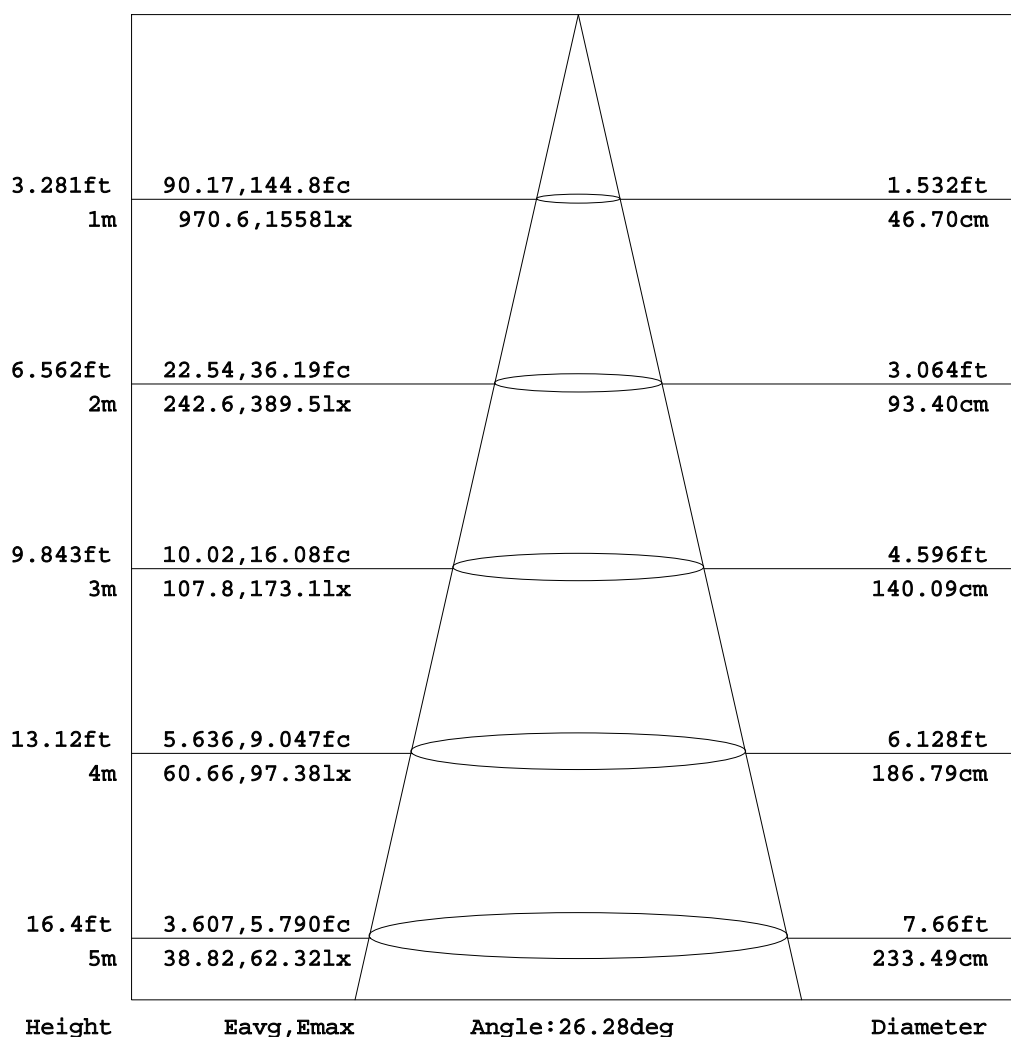 3.281ft 90.17,144.8fc 1.532ft
1m 970.6,1558lx 46.70cm
6.562ft 22.54,36.19fc 3.064ft
2m 242.6,389.5lx 93.40cm
9.843ft 10.02,16.08fc 4.596ft
3m 107.8,173.1lx 140.09cm
13.12ft 5.636,9.047fc 6.128ft
4m 60.66,97.38lx 186.79cm
16.4ft 3.607,5.790fc 7.66ft
5m 38.82,62.32lx 233.49cm
Height Eavg,Emax Angle:26.28deg Diameter